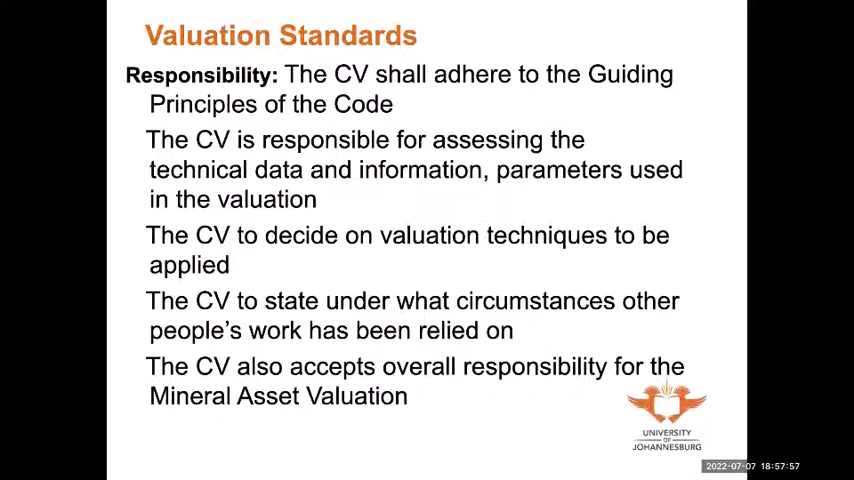 Valuation Standards
Responsibility: The CV shall adhere to the Guiding
Principles of the Code
The CV is responsible for assessing the
technical data and information, parameters used
in the valuation
The CV to decide on valuation techniques to be
applied
The CV to state under what circumstances other
people’s work has been relied on
The CV also accepts overall responsibility for the
Mineral Asset Valuation
UNIVERSITY
OF
JOHANNESBURG
2022-07-07 18:57:57